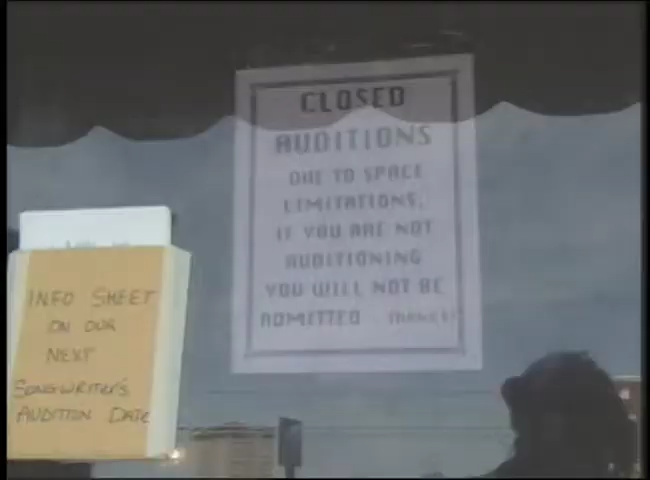 CLOSED
AUDITIONS
DUE TO SPACE
LIMITATIONS,
IF YOU ARE NOT
AUDITIONING
YOU WILL NOT BE
ADMITTED
INFO SHEET
ON OUR
NEXT
SONGWRITER'S
AUDITION DATE